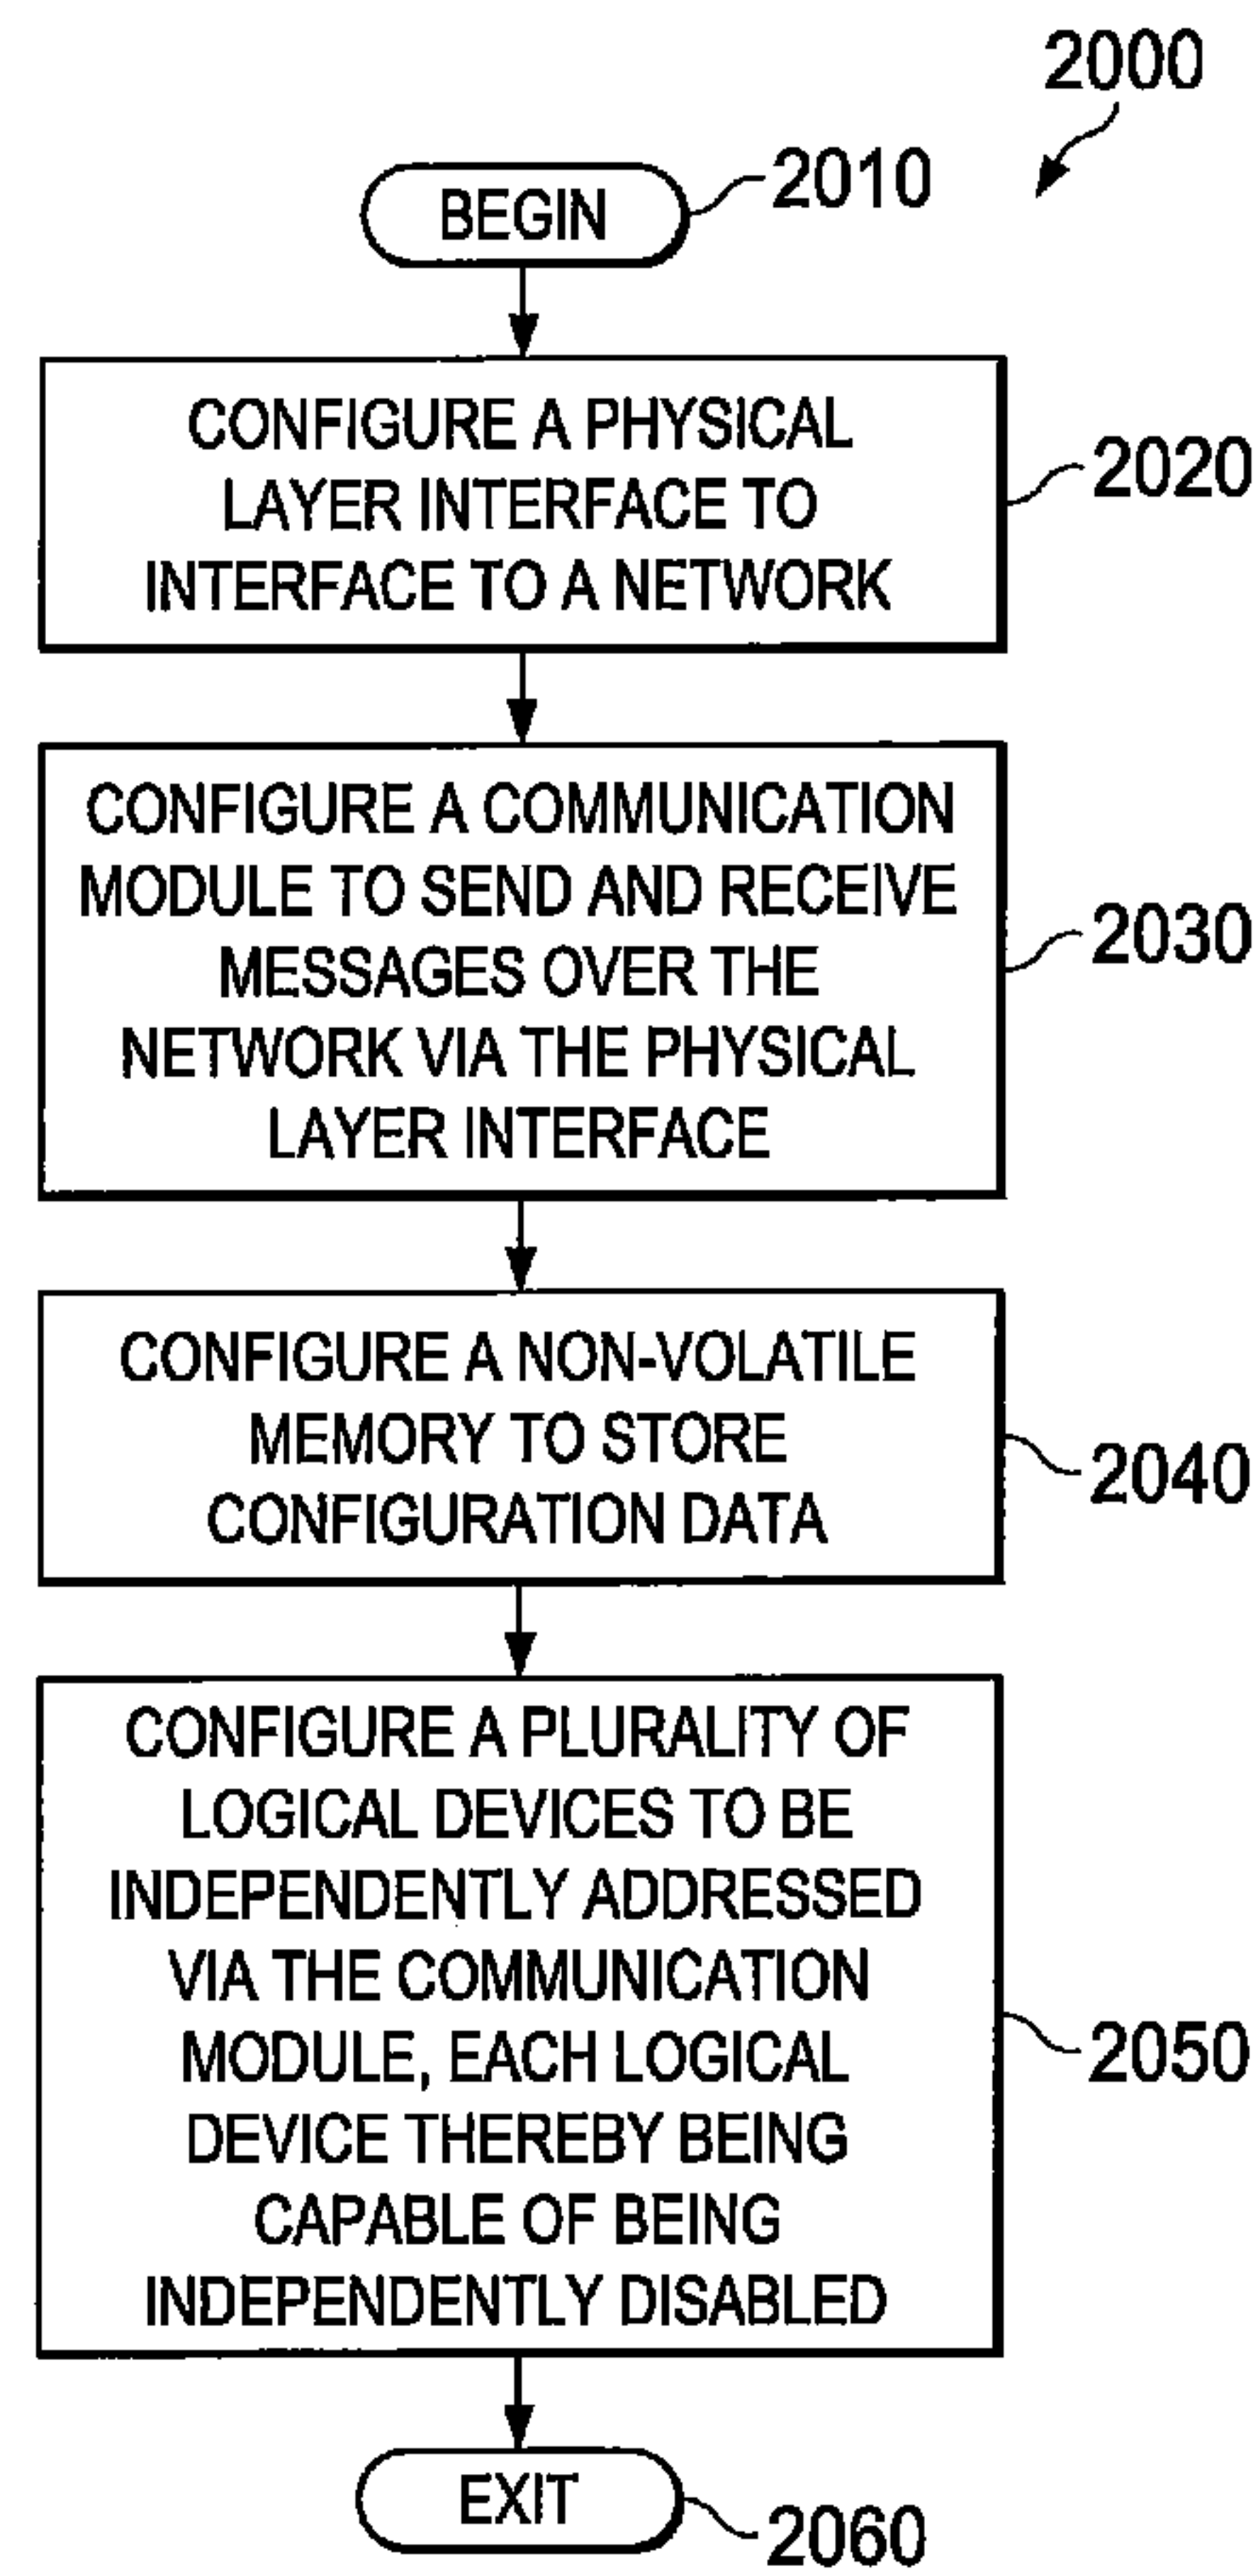 2000
BEGIN
2010
CONFIGURE A PHYSICAL
LAYER INTERFACE TO
INTERFACE TO A NETWORK
2020
CONFIGURE A COMMUNICATION
MODULE TO SEND AND RECEIVE
MESSAGES OVER THE
NETWORK VIA THE PHYSICAL
LAYER INTERFACE
2030
CONFIGURE A NON-VOLATILE
MEMORY TO STORE
CONFIGURATION DATA
2040
CONFIGURE A PLURALITY OF
LOGICAL DEVICES TO BE
INDEPENDENTLY ADDRESSED
VIA THE COMMUNICATION
MODULE, EACH LOGICAL
DEVICE THEREBY BEING
CAPABLE OF BEING
INDEPENDENTLY DISABLED
2050
EXIT
2060